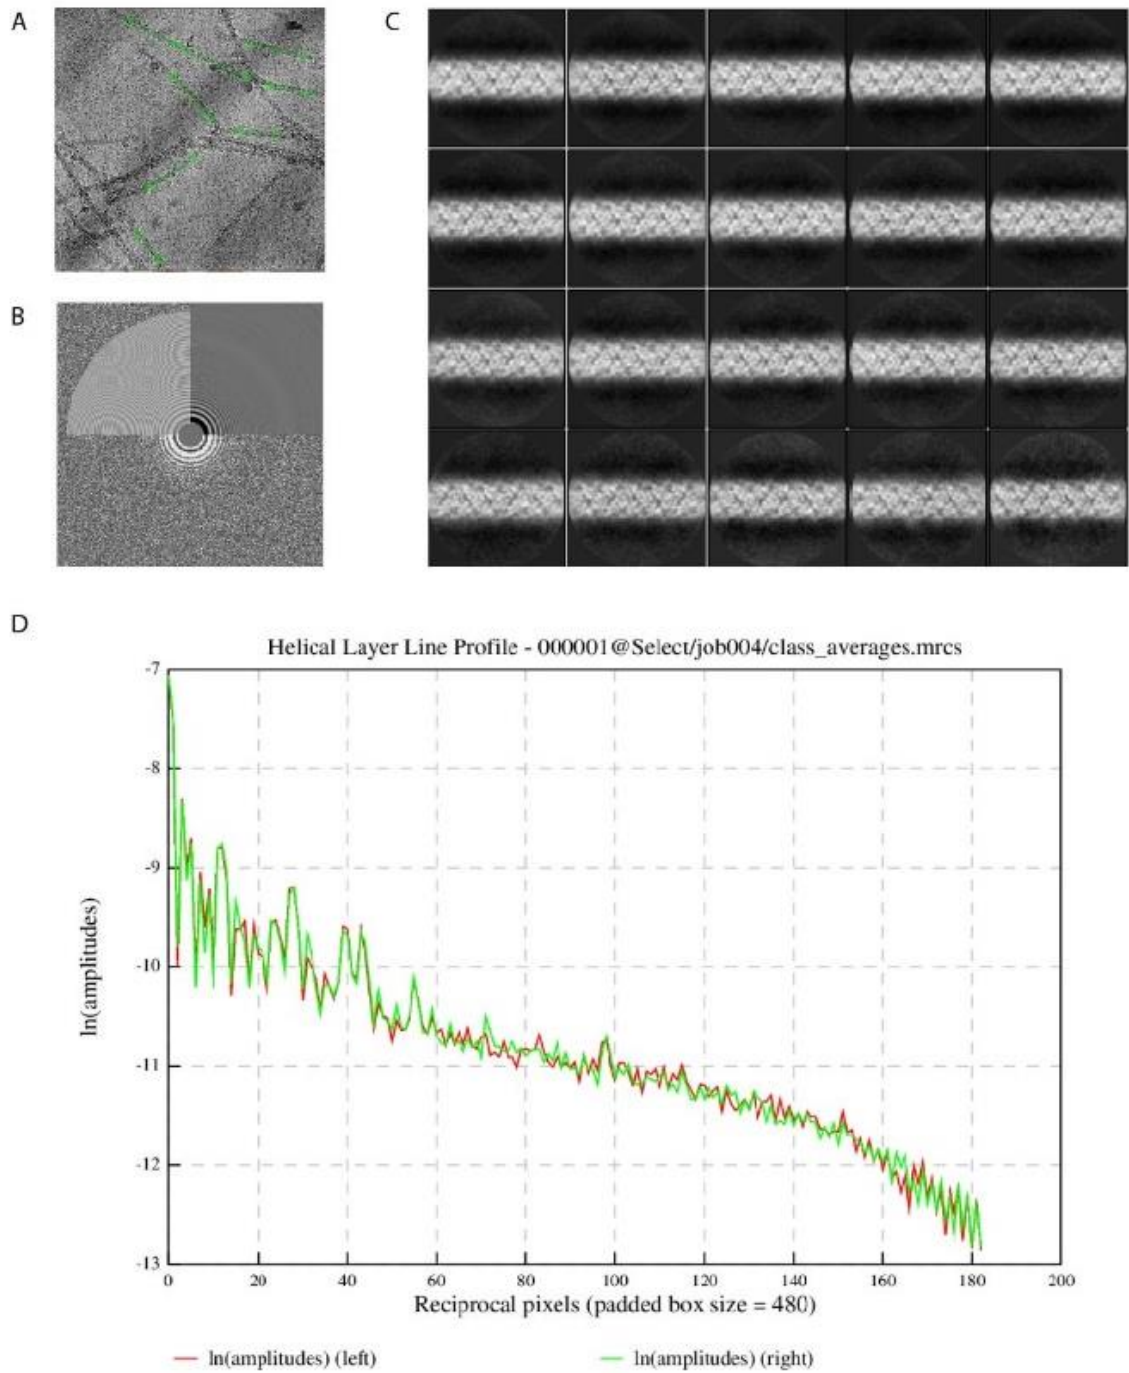 A
C
B
D
Helical Layer Line Profile - 000001@Select/job004/class_averages.mrcs
-7
-8
-9
-10
-11
-12
-13
ln(amplitudes)
0 20 40 60 80 100 120 140 160 180 200
Reciprocal pixels (padded box size = 480)
ln(amplitudes) (left) ln(amplitudes) (right)